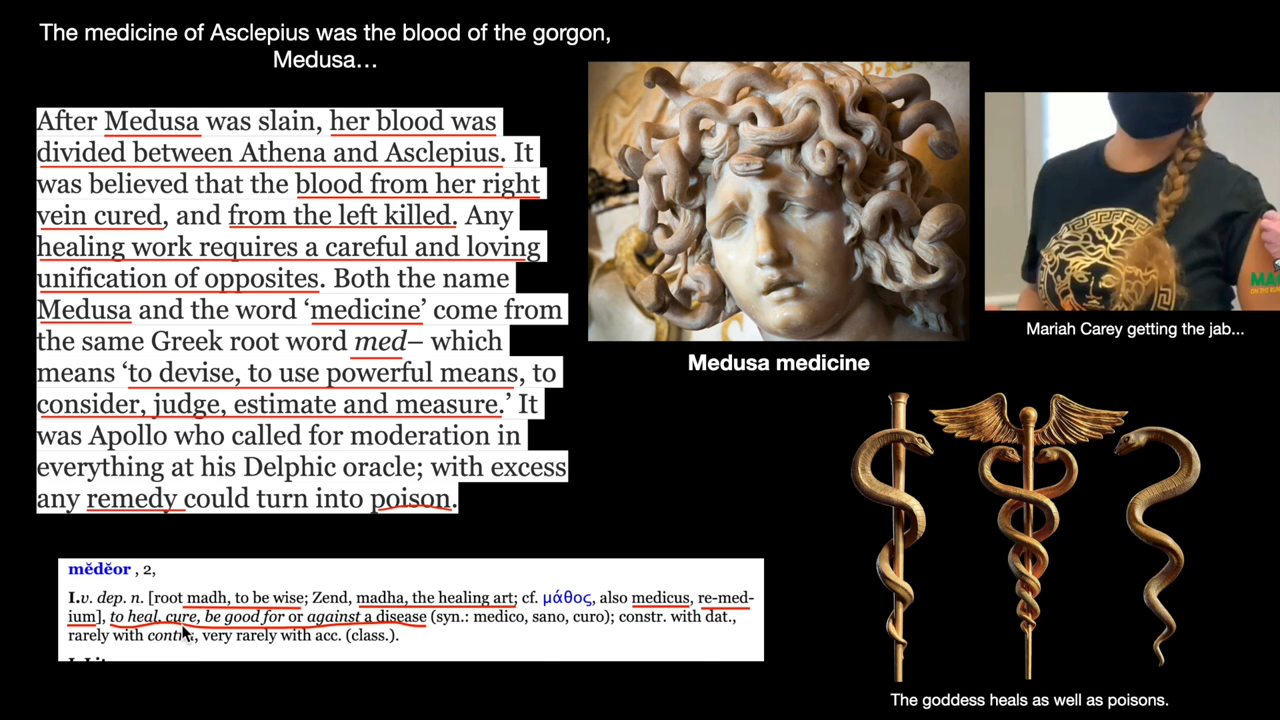 The medicine of Asclepius was the blood of the gorgon,
Medusa…
After Medusa was slain, her blood was
divided between Athena and Asclepius. It
was believed that the blood from her right
vein cured, and from the left killed. Any
healing work requires a careful and loving
unification of opposites. Both the name
Medusa and the word ‘medicine’ come from
the same Greek root word med– which
means ‘to devise, to use powerful means, to
consider, judge, estimate and measure.’ It
was Apollo who called for moderation in
everything at his Delphic oracle; with excess
any remedy could turn into poison.
Mariah Carey getting the jab...
Medusa medicine
mĕdĕor , 2,
I.v. dep. n. [root madh, to be wise; Zend, madha, the healing art; cf. μάθος, also medicus, re-med-
ium], to heal, cure, be good for or against a disease (syn.: medico, sano, curo); constr. with dat.,
rarely with contra, very rarely with acc. (class.).
The goddess heals as well as poisons.